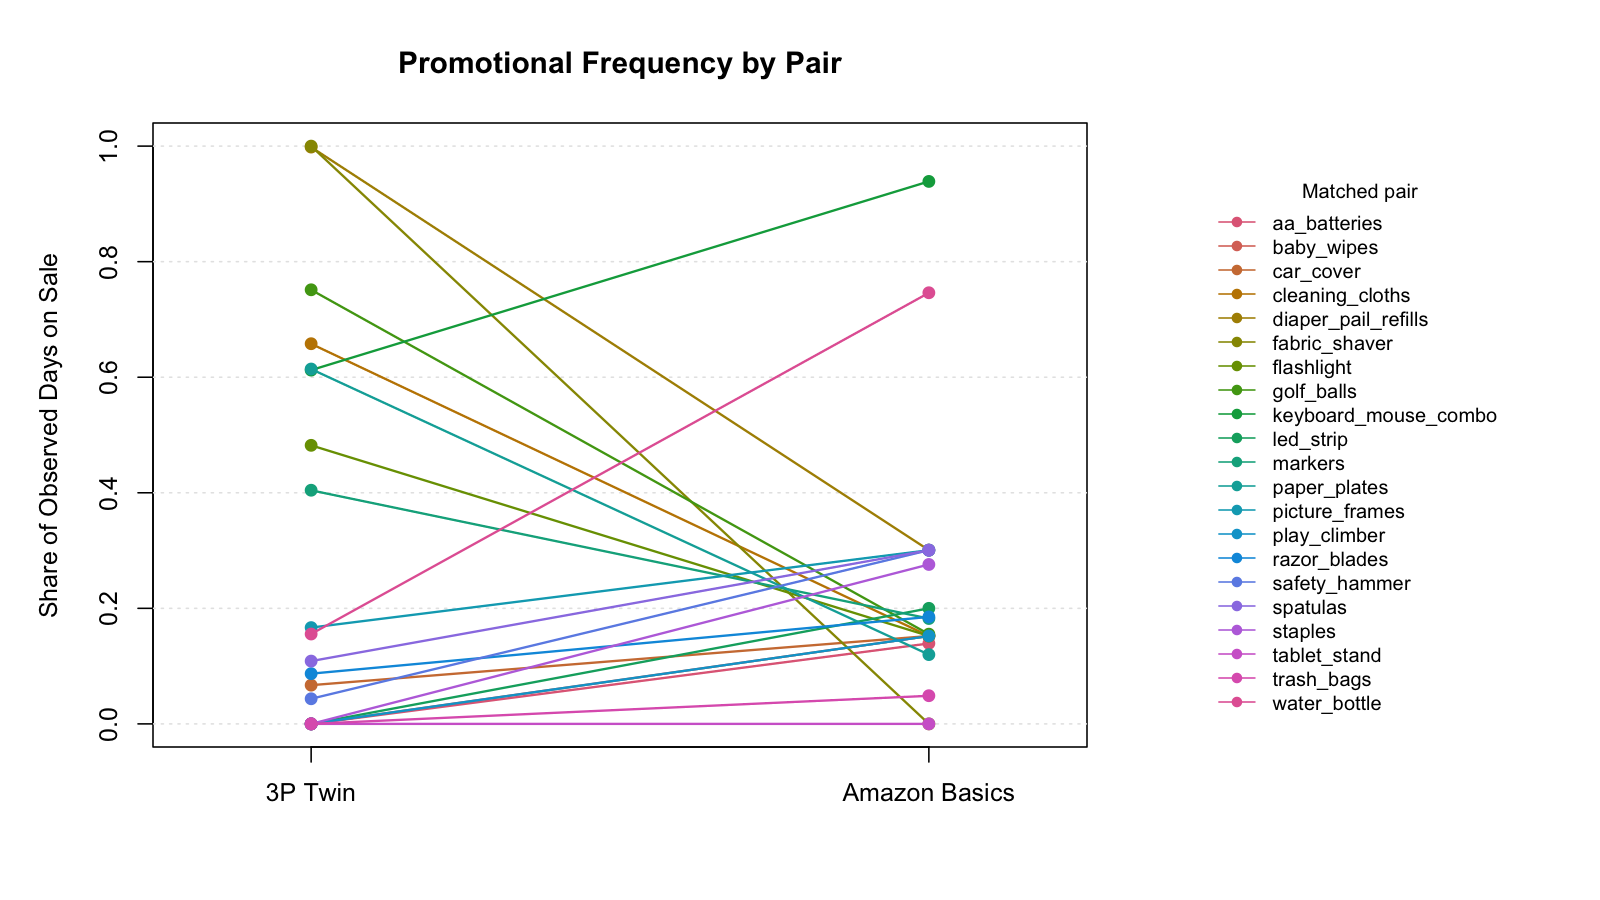 Promotional Frequency by Pair
Share of Observed Days on Sale
1.0
0.8
0.6
0.4
0.2
0.0
3P Twin
Amazon Basics
Matched pair
aa_batteries
baby_wipes
car_cover
cleaning_cloths
diaper_pail_refills
fabric_shaver
flashlight
golf_balls
keyboard_mouse_combo
led_strip
markers
paper_plates
picture_frames
play_climber
razor_blades
safety_hammer
spatulas
staples
tablet_stand
trash_bags
water_bottle